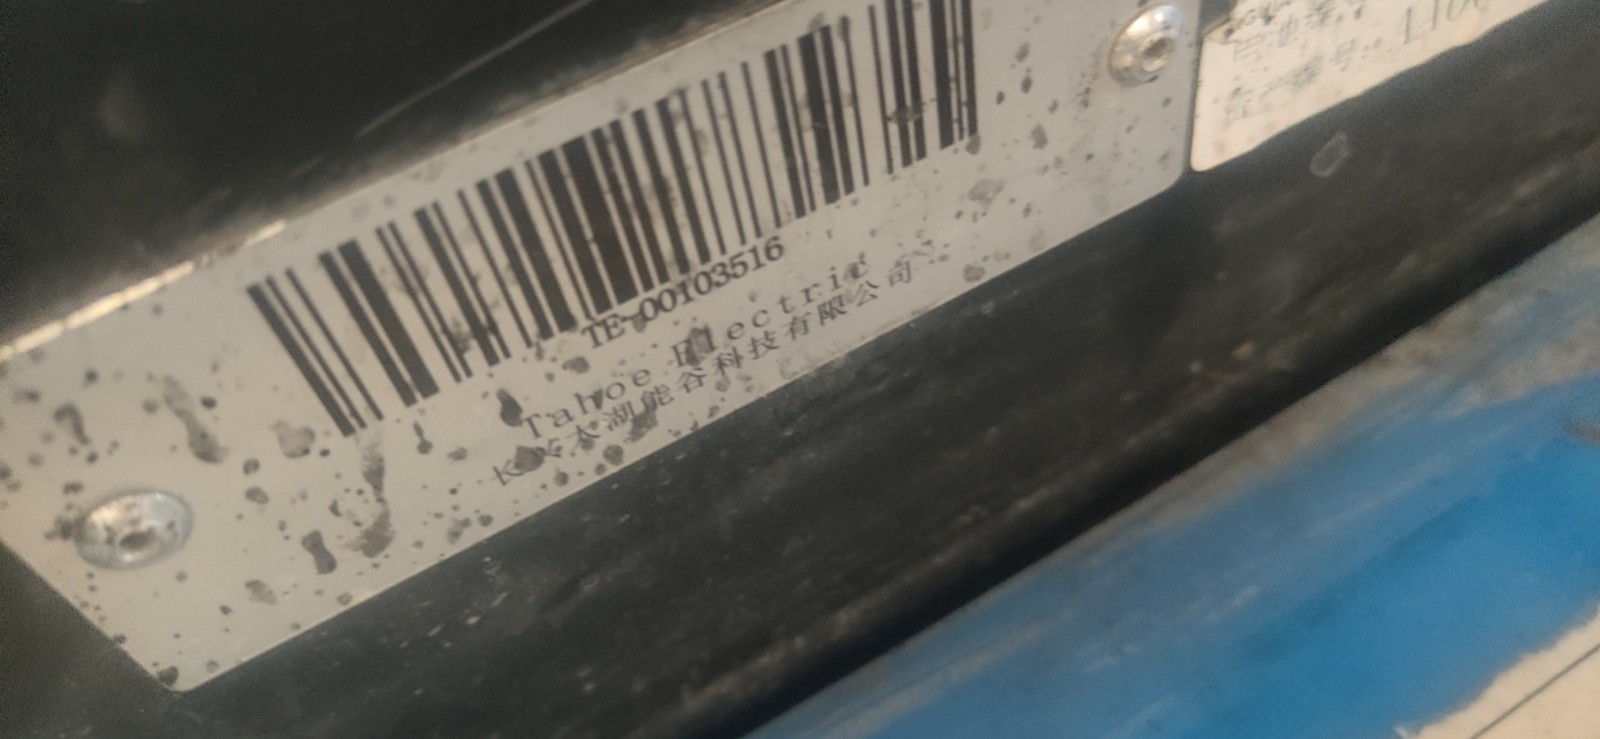 TE-00103516
Tahoe Electric
长兴太湖能谷科技有限公司